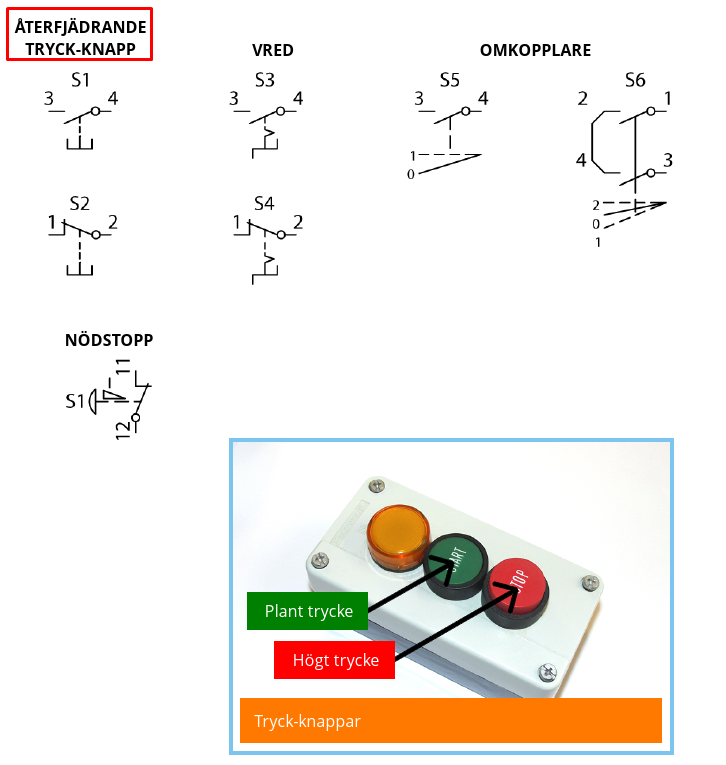 ÅTERFJÄDRANDE
TRYCK-KNAPP
VRED
OMKOPPLARE
S1
3 4
S3
3 4
S5
3 4
1
0
S6
2 1
4 3
2
0
1
S2
1 2
S4
1 2
NÖDSTOPP
11
S1
12
START
STOP
Plant trycke
Högt trycke
Tryck-knappar